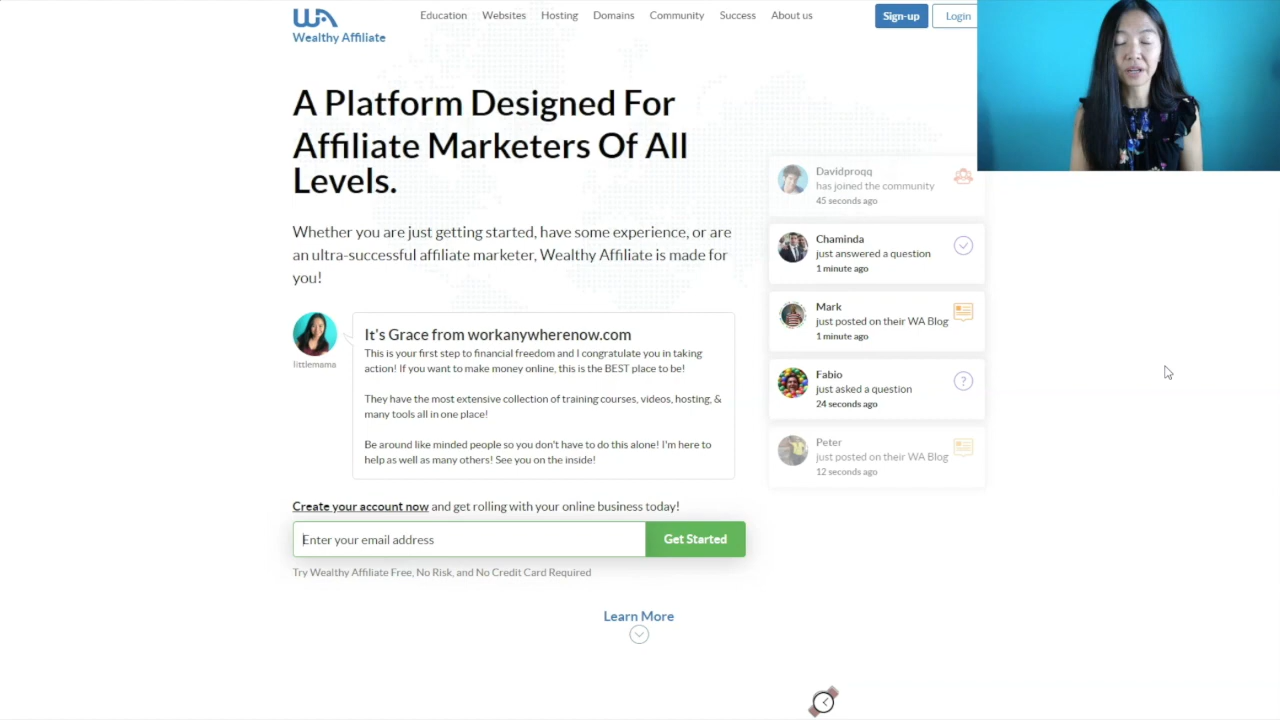 WA
Wealthy Affiliate
Education Websites Hosting Domains Community Success About us
Sign-up Login
A Platform Designed For
Affiliate Marketers Of All
Levels.
Whether you are just getting started, have some experience, or are
an ultra-successful affiliate marketer, Wealthy Affiliate is made for
you!
littlemama
It's Grace from workanywherenow.com
This is your first step to financial freedom and I congratulate you in taking
action! If you want to make money online, this is the BEST place to be!
They have the most extensive collection of training courses, videos, hosting, &
many tools all in one place!
Be around like minded people so you don't have to do this alone! I'm here to
help as well as many others! See you on the inside!
Create your account now and get rolling with your online business today!
Enter your email address
Get Started
Try Wealthy Affiliate Free, No Risk, and No Credit Card Required
Learn More
Davidproqq
has joined the community
45 seconds ago
Chaminda
just answered a question
1 minute ago
Mark
just posted on their WA Blog
1 minute ago
Fabio
just asked a question
24 seconds ago
Peter
just posted on their WA Blog
12 seconds ago